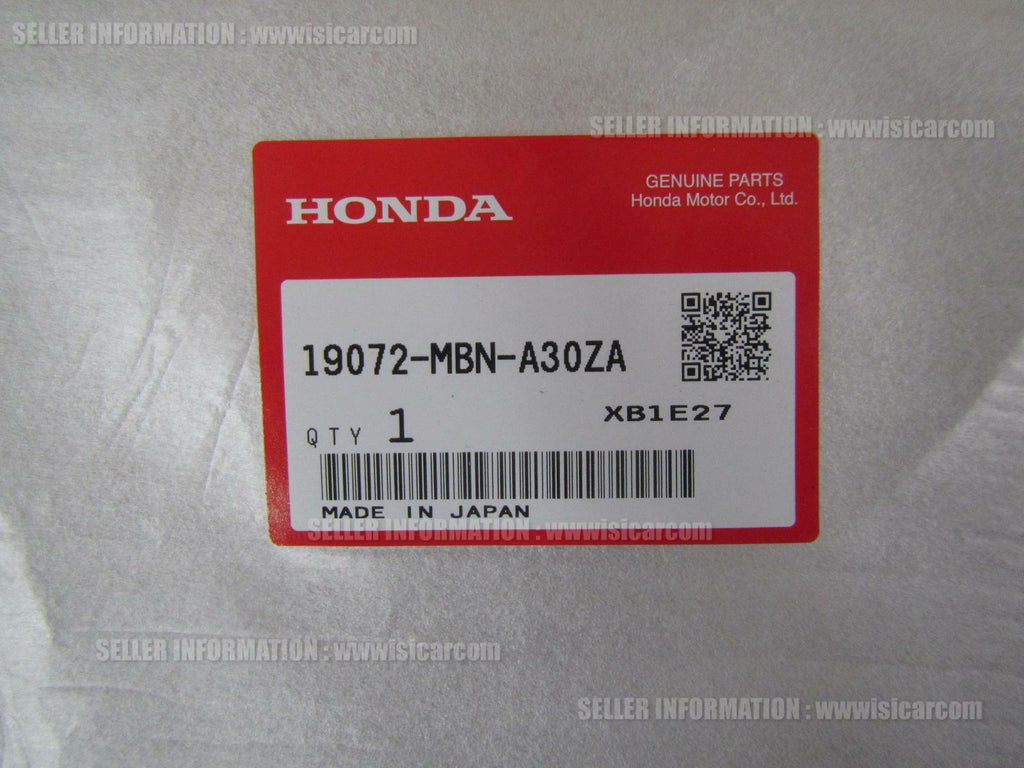 SELLER INFORMATION : wwwisicarcom
SELLER INFORMATION : wwwisicarcom
GENUINE PARTS
HONDA
Honda Motor Co., Ltd.
19072-MBN-A30ZA
XB1E27
QTY 1
MADE IN JAPAN
SELLER INFORMATION : wwwisicarcom
SELLER INFORMATION : wwwisicarcom
SELLER INFORMATION : wwwisicarcom